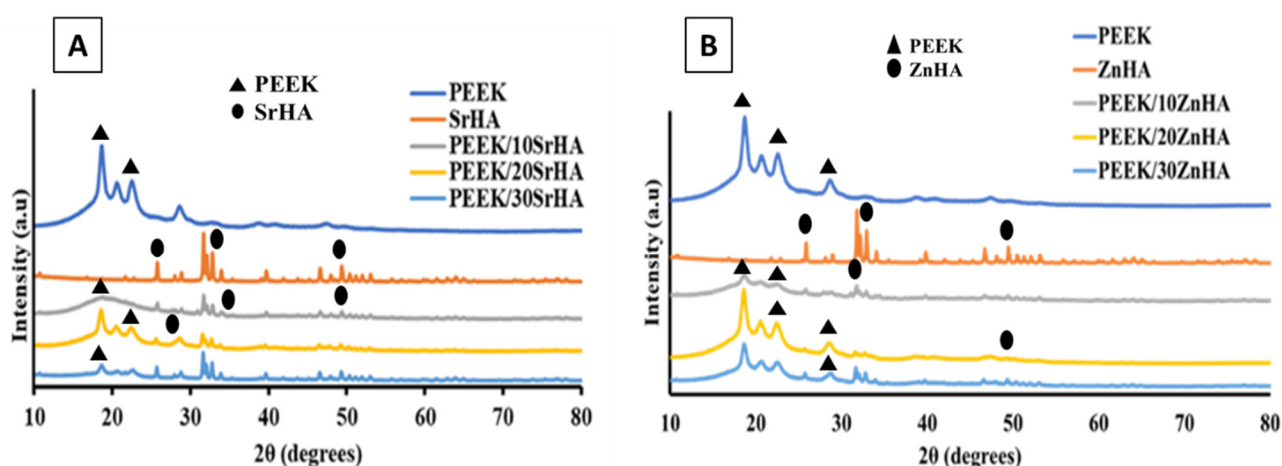 A
▲ PEEK
● SrHA
PEEK
SrHA
PEEK/10SrHA
PEEK/20SrHA
PEEK/30SrHA
Intensity (a.u)
10 20 30 40 50 60 70 80
2θ (degrees)
B
▲ PEEK
● ZnHA
PEEK
ZnHA
PEEK/10ZnHA
PEEK/20ZnHA
PEEK/30ZnHA
Intensity (a.u)
10 20 30 40 50 60 70 80
2θ (degrees)